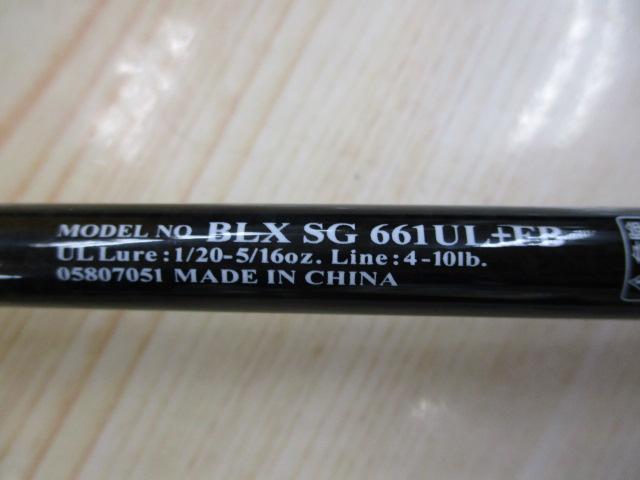 MODEL NO BLX SG 661UL+FB
UL Lure:1/20-5/16oz. Line:4-10lb.
05807051 MADE IN CHINA